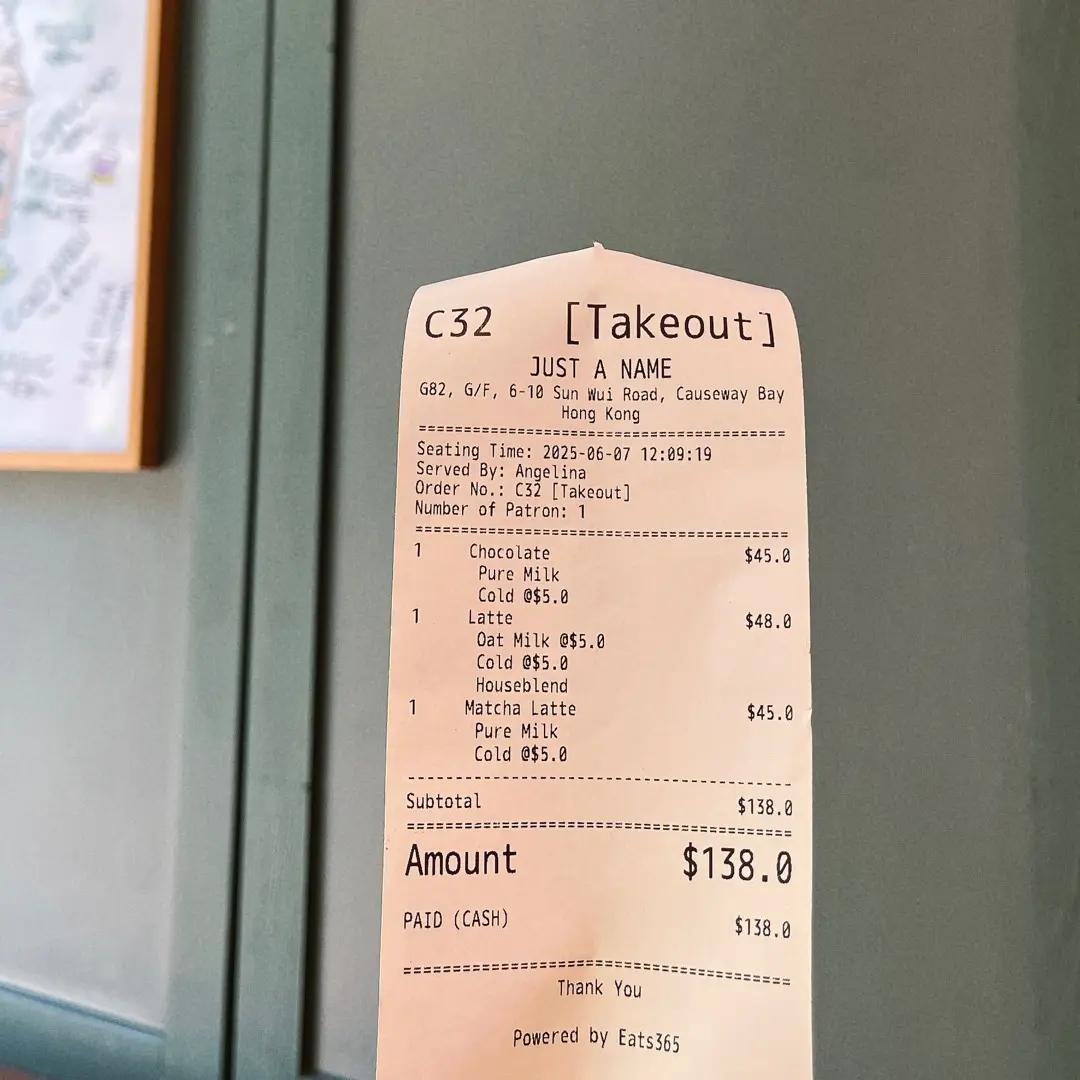 C32 [Takeout]
JUST A NAME
G82, G/F, 6-10 Sun Wui Road, Causeway Bay
Hong Kong
Seating Time: 2025-06-07 12:09:19
Served By: Angelina
Order No.: C32 [Takeout]
Number of Patron: 1
1 Chocolate $45.0
Pure Milk
Cold @$5.0
1 Latte $48.0
Oat Milk @$5.0
Cold @$5.0
Houseblend
1 Matcha Latte $45.0
Pure Milk
Cold @$5.0
Subtotal $138.0
Amount $138.0
PAID (CASH) $138.0
Thank You
Powered by Eats365